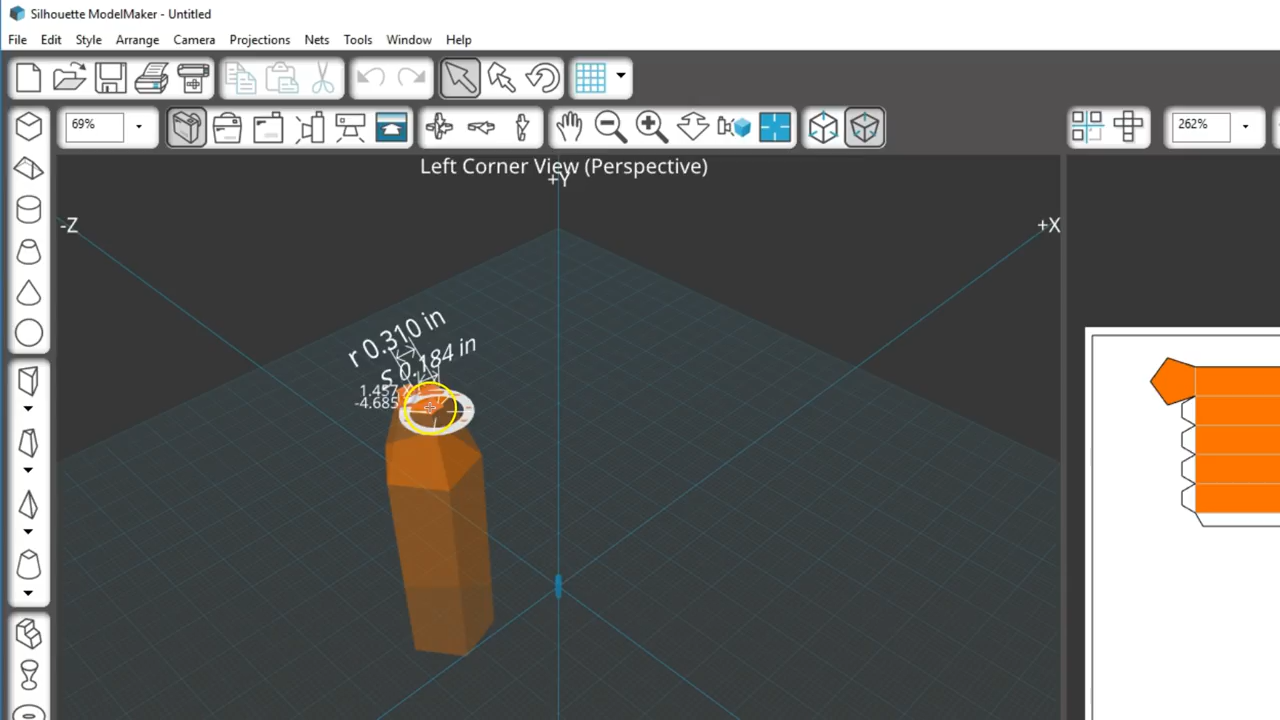 Silhouette ModelMaker - Untitled
File Edit Style Arrange Camera Projections Nets Tools Window Help
69%
262%
Left Corner View (Perspective)
+Y
-Z
+X
r 0.310 in
s 0.184 in
1.457
-4.685